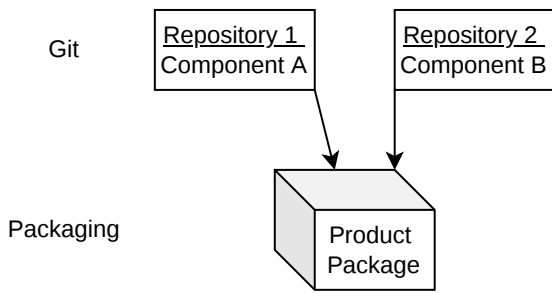 Git
Repository 1
Component A
Repository 2
Component B
Packaging
Product
Package